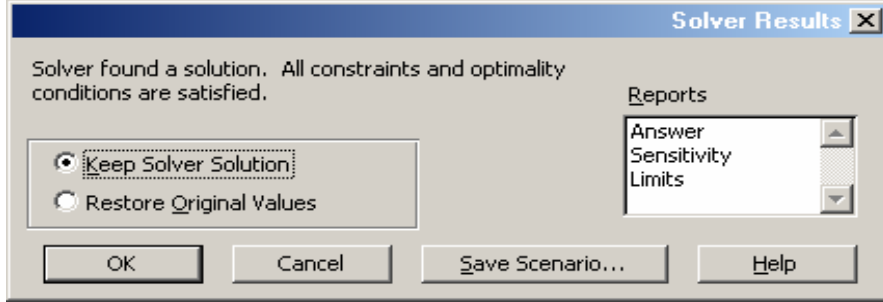 Solver Results
Solver found a solution.  All constraints and optimality
conditions are satisfied.
Reports
Answer
Sensitivity
Limits
Keep Solver Solution
Restore Original Values
OK
Cancel
Save Scenario...
Help